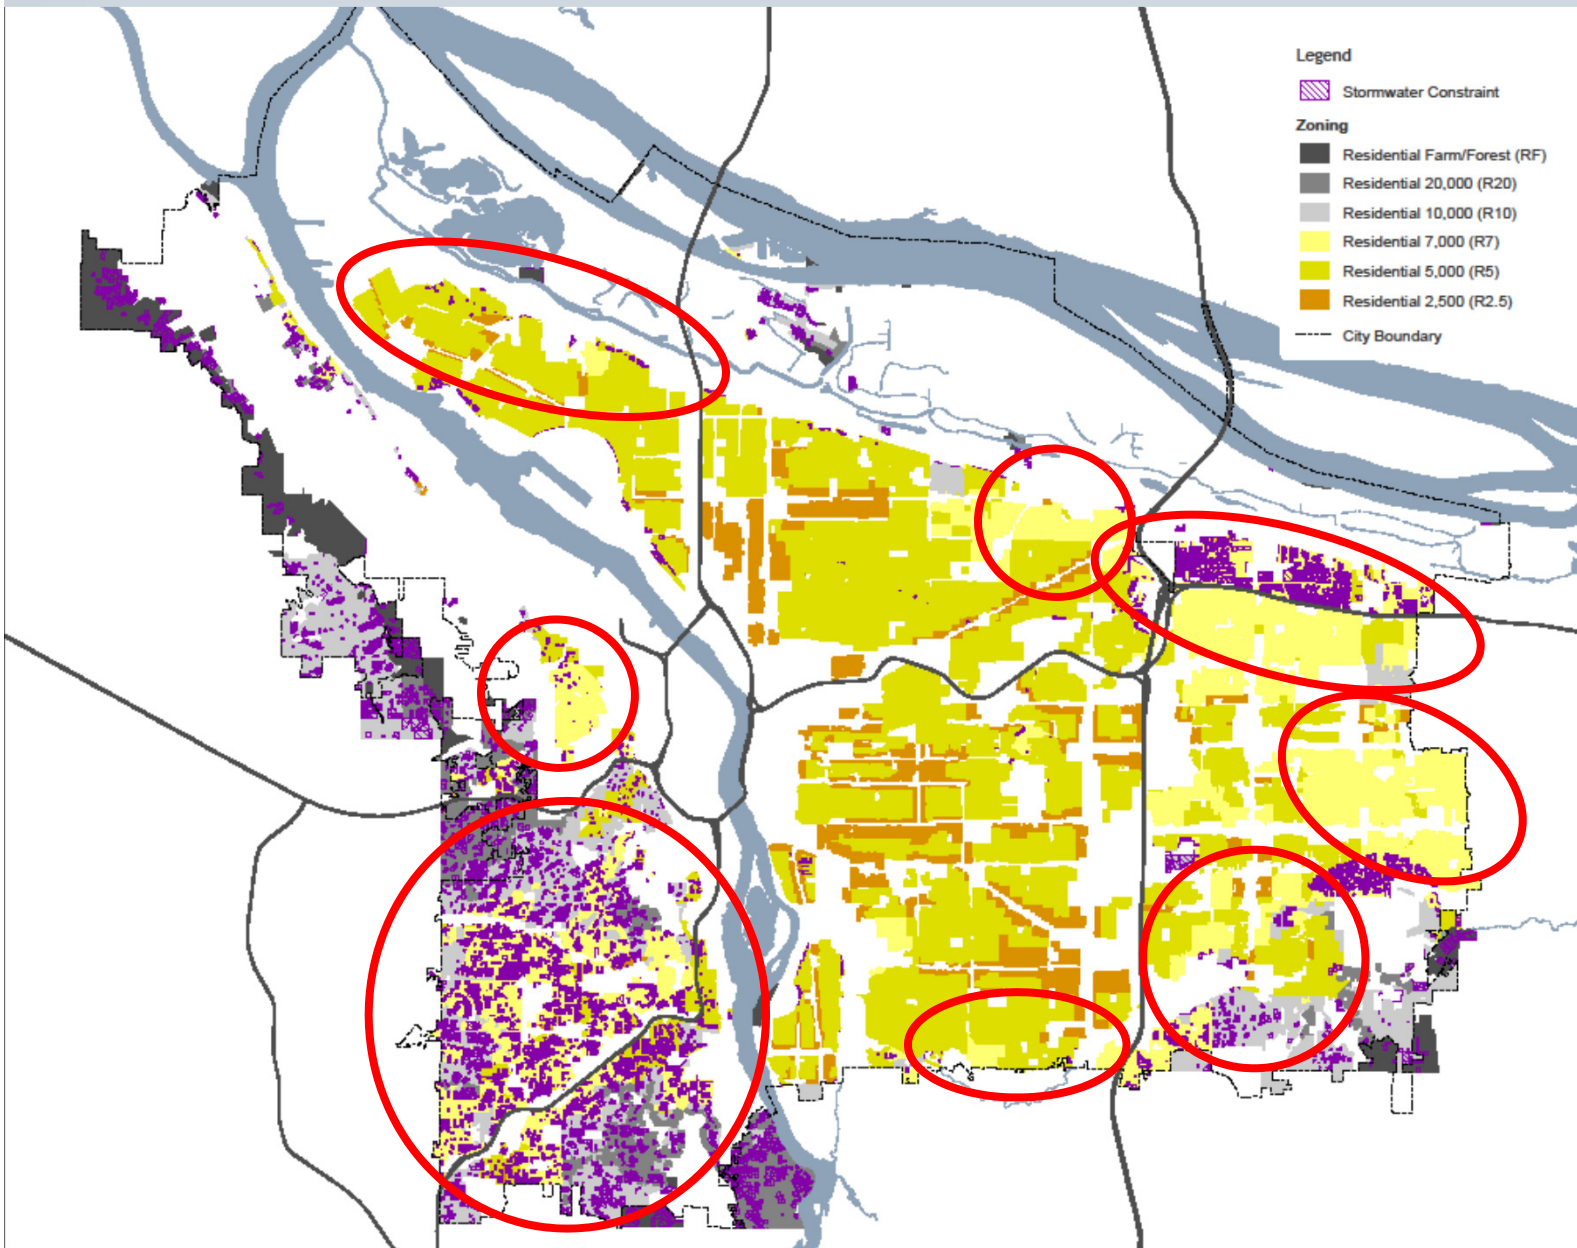 Legend
Stormwater Constraint
Zoning
Residential Farm/Forest (RF)
Residential 20,000 (R20)
Residential 10,000 (R10)
Residential 7,000 (R7)
Residential 5,000 (R5)
Residential 2,500 (R2.5)
City Boundary